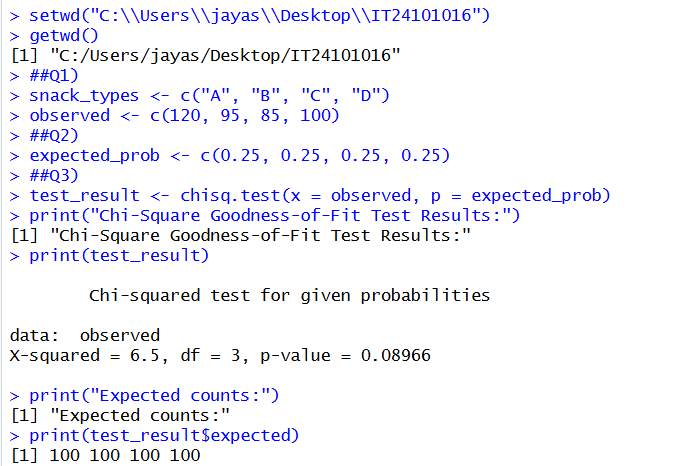 > setwd("C:\\Users\\jayas\\Desktop\\IT24101016")
> getwd()
[1] "C:/Users/jayas/Desktop/IT24101016"
> ##Q1)
> snack_types <- c("A", "B", "C", "D")
> observed <- c(120, 95, 85, 100)
> ##Q2)
> expected_prob <- c(0.25, 0.25, 0.25, 0.25)
> ##Q3)
> test_result <- chisq.test(x = observed, p = expected_prob)
> print("Chi-Square Goodness-of-Fit Test Results:")
[1] "Chi-Square Goodness-of-Fit Test Results:"
> print(test_result)
Chi-squared test for given probabilities
data:  observed
X-squared = 6.5, df = 3, p-value = 0.08966
> print("Expected counts:")
[1] "Expected counts:"
> print(test_result$expected)
[1] 100 100 100 100